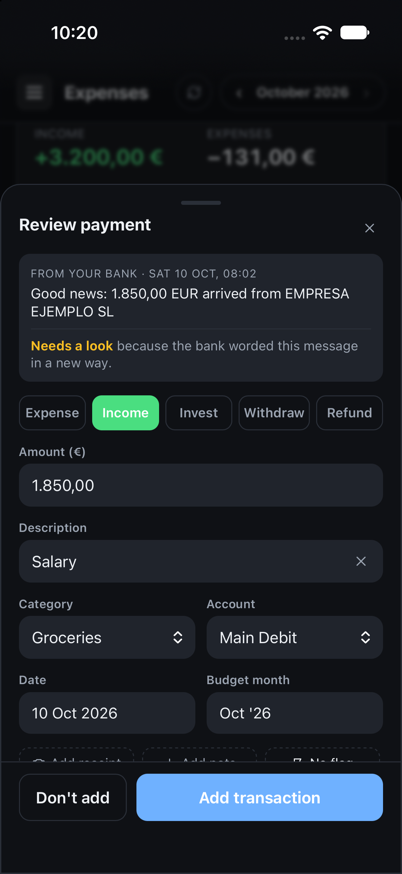 10:20
Expenses
October 2026
INCOME
EXPENSES
+3.200,00 €
−131,00 €
Review payment
FROM YOUR BANK · SAT 10 OCT, 08:02
Good news: 1.850,00 EUR arrived from EMPRESA
EJEMPLO SL
Needs a look because the bank worded this message
in a new way.
Expense
Income
Invest
Withdraw
Refund
Amount (€)
1.850,00
Description
Salary
Category
Account
Groceries
Main Debit
Date
Budget month
10 Oct 2026
Oct '26
Don't add
Add transaction